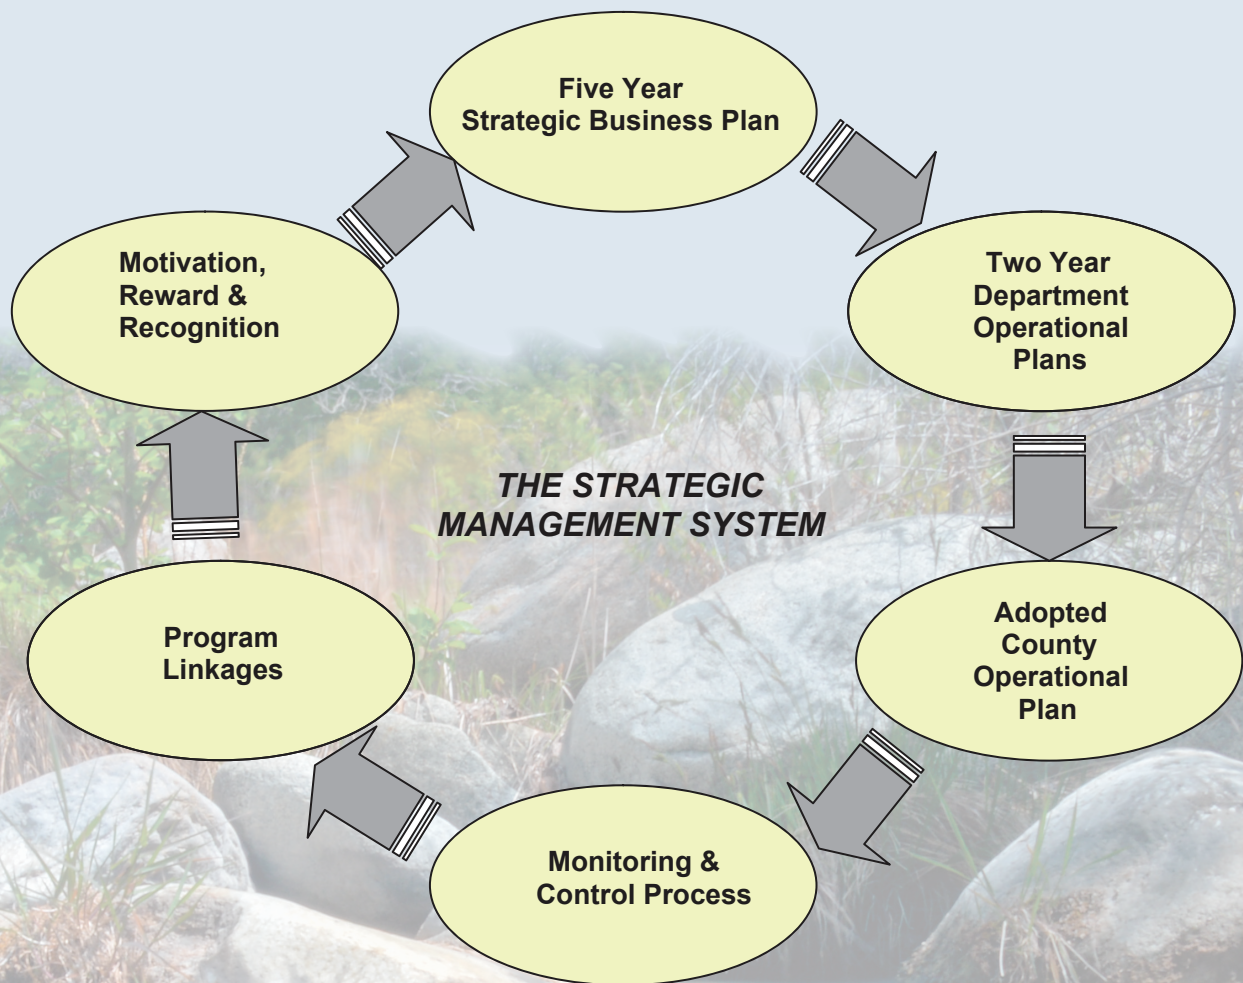 Five Year
Strategic Business Plan
Two Year
Department
Operational
Plans
Adopted
County
Operational
Plan
Monitoring &
Control Process
Program
Linkages
Motivation,
Reward &
Recognition
THE STRATEGIC
MANAGEMENT SYSTEM